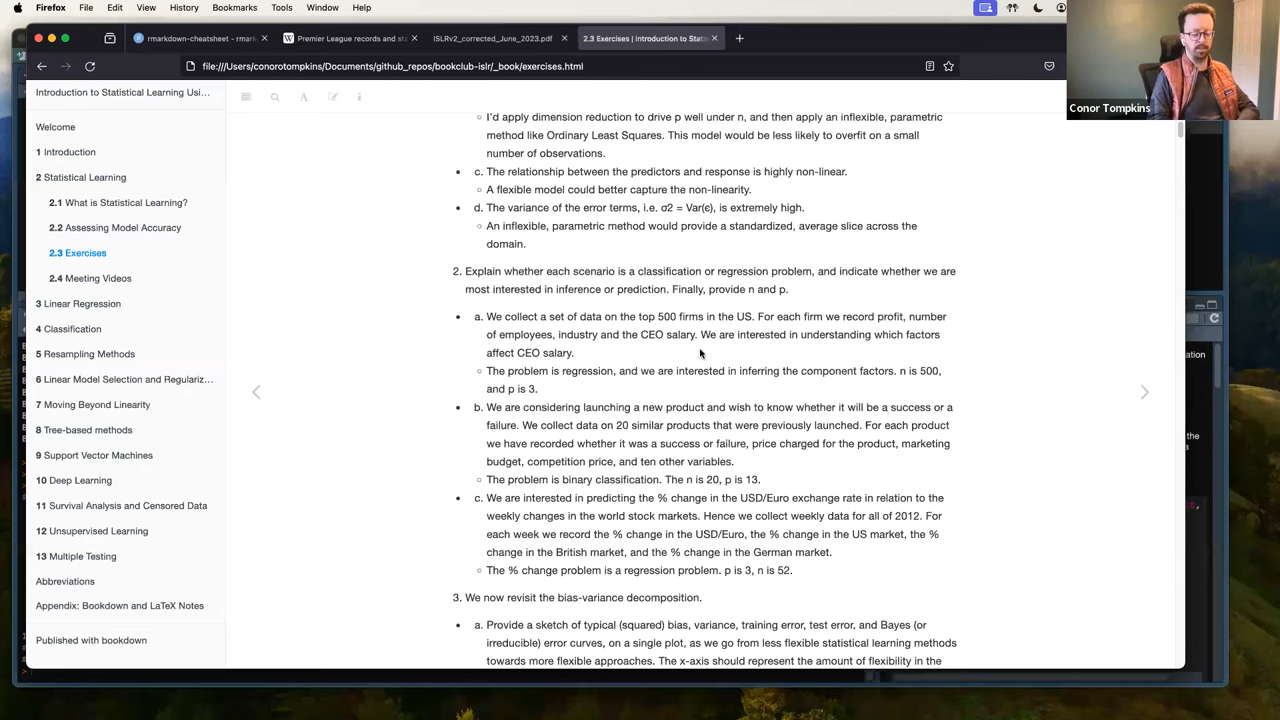 Firefox File Edit View History Bookmarks Tools Window Help
rmarkdown-cheatsheet - rmark
Premier League records and st
ISLRv2_corrected_June_2023.pdf
2.3 Exercises | Introduction to Stati
file:///Users/conorotompkins/Documents/github_repos/bookclub-islr/_book/exercises.html
Conor Tompkins
Introduction to Statistical Learning Usi...
Welcome
1 Introduction
2 Statistical Learning
2.1 What is Statistical Learning?
2.2 Assessing Model Accuracy
2.3 Exercises
2.4 Meeting Videos
3 Linear Regression
4 Classification
5 Resampling Methods
6 Linear Model Selection and Regulariz...
7 Moving Beyond Linearity
8 Tree-based methods
9 Support Vector Machines
10 Deep Learning
11 Survival Analysis and Censored Data
12 Unsupervised Learning
13 Multiple Testing
Abbreviations
Appendix: Bookdown and LaTeX Notes
Published with bookdown
I'd apply dimension reduction to drive p well under n, and then apply an inflexible, parametric
method like Ordinary Least Squares. This model would be less likely to overfit on a small
number of observations.
c. The relationship between the predictors and response is highly non-linear.
A flexible model could better capture the non-linearity.
d. The variance of the error terms, i.e. σ2 = Var(ϵ), is extremely high.
An inflexible, parametric method would provide a standardized, average slice across the
domain.
2. Explain whether each scenario is a classification or regression problem, and indicate whether we are
most interested in inference or prediction. Finally, provide n and p.
a. We collect a set of data on the top 500 firms in the US. For each firm we record profit, number
of employees, industry and the CEO salary. We are interested in understanding which factors
affect CEO salary.
The problem is regression, and we are interested in inferring the component factors. n is 500,
and p is 3.
b. We are considering launching a new product and wish to know whether it will be a success or a
failure. We collect data on 20 similar products that were previously launched. For each product
we have recorded whether it was a success or failure, price charged for the product, marketing
budget, competition price, and ten other variables.
The problem is binary classification. The n is 20, p is 13.
c. We are interested in predicting the % change in the USD/Euro exchange rate in relation to the
weekly changes in the world stock markets. Hence we collect weekly data for all of 2012. For
each week we record the % change in the USD/Euro, the % change in the US market, the %
change in the British market, and the % change in the German market.
The % change problem is a regression problem. p is 3, n is 52.
3. We now revisit the bias-variance decomposition.
a. Provide a sketch of typical (squared) bias, variance, training error, test error, and Bayes (or
irreducible) error curves, on a single plot, as we go from less flexible statistical learning methods
towards more flexible approaches. The x-axis should represent the amount of flexibility in the